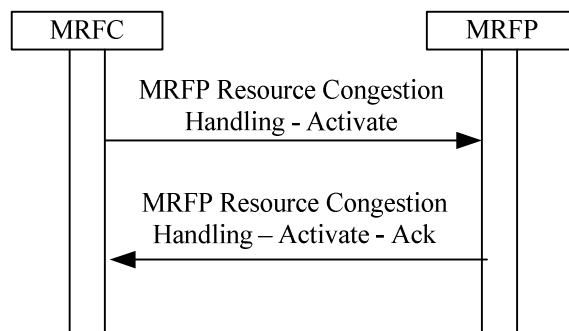 MRFC
MRFP
MRFP Resource Congestion
Handling - Activate
MRFP Resource Congestion
Handling – Activate - Ack